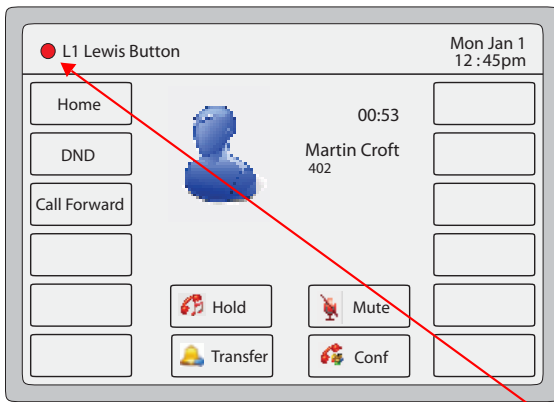 L1 Lewis Button
Mon Jan 1
12 : 45pm
Home
DND
Call Forward
00:53
Martin Croft
402
Hold
Mute
Transfer
Conf